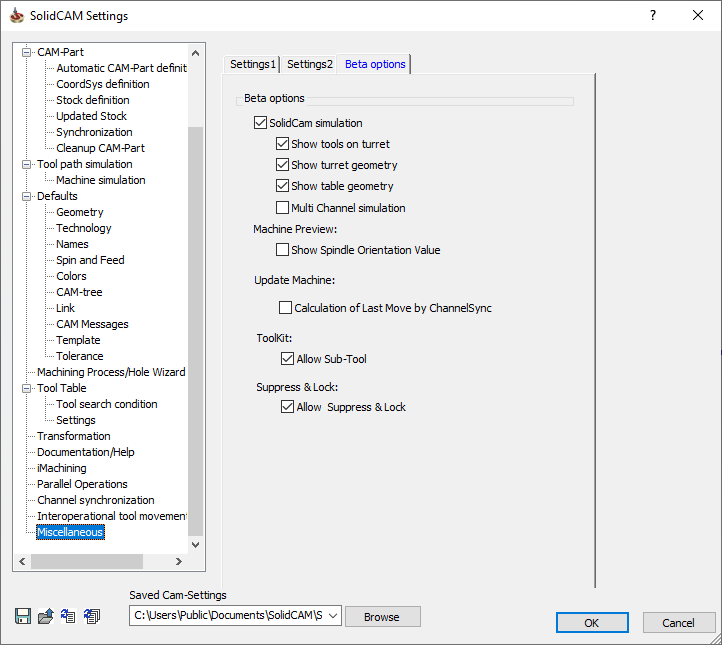 SolidCAM Settings
?
CAM-Part
Automatic CAM-Part definit
CoordSys definition
Stock definition
Updated Stock
Synchronization
Cleanup CAM-Part
Tool path simulation
Machine simulation
Defaults
Geometry
Technology
Names
Spin and Feed
Colors
CAM-tree
Link
CAM Messages
Template
Tolerance
Machining Process/Hole Wizard
Tool Table
Tool search condition
Settings
Transformation
Documentation/Help
iMachining
Parallel Operations
Channel synchronization
Interoperational tool movement
Miscellaneous
Settings1
Settings2
Beta options
Beta options
SolidCam simulation
Show tools on turret
Show turret geometry
Show table geometry
Multi Channel simulation
Machine Preview:
Show Spindle Orientation Value
Update Machine:
Calculation of Last Move by ChannelSync
ToolKit:
Allow Sub-Tool
Suppress & Lock:
Allow  Suppress & Lock
Saved Cam-Settings
C:\Users\Public\Documents\SolidCAM\S
Browse
OK
Cancel